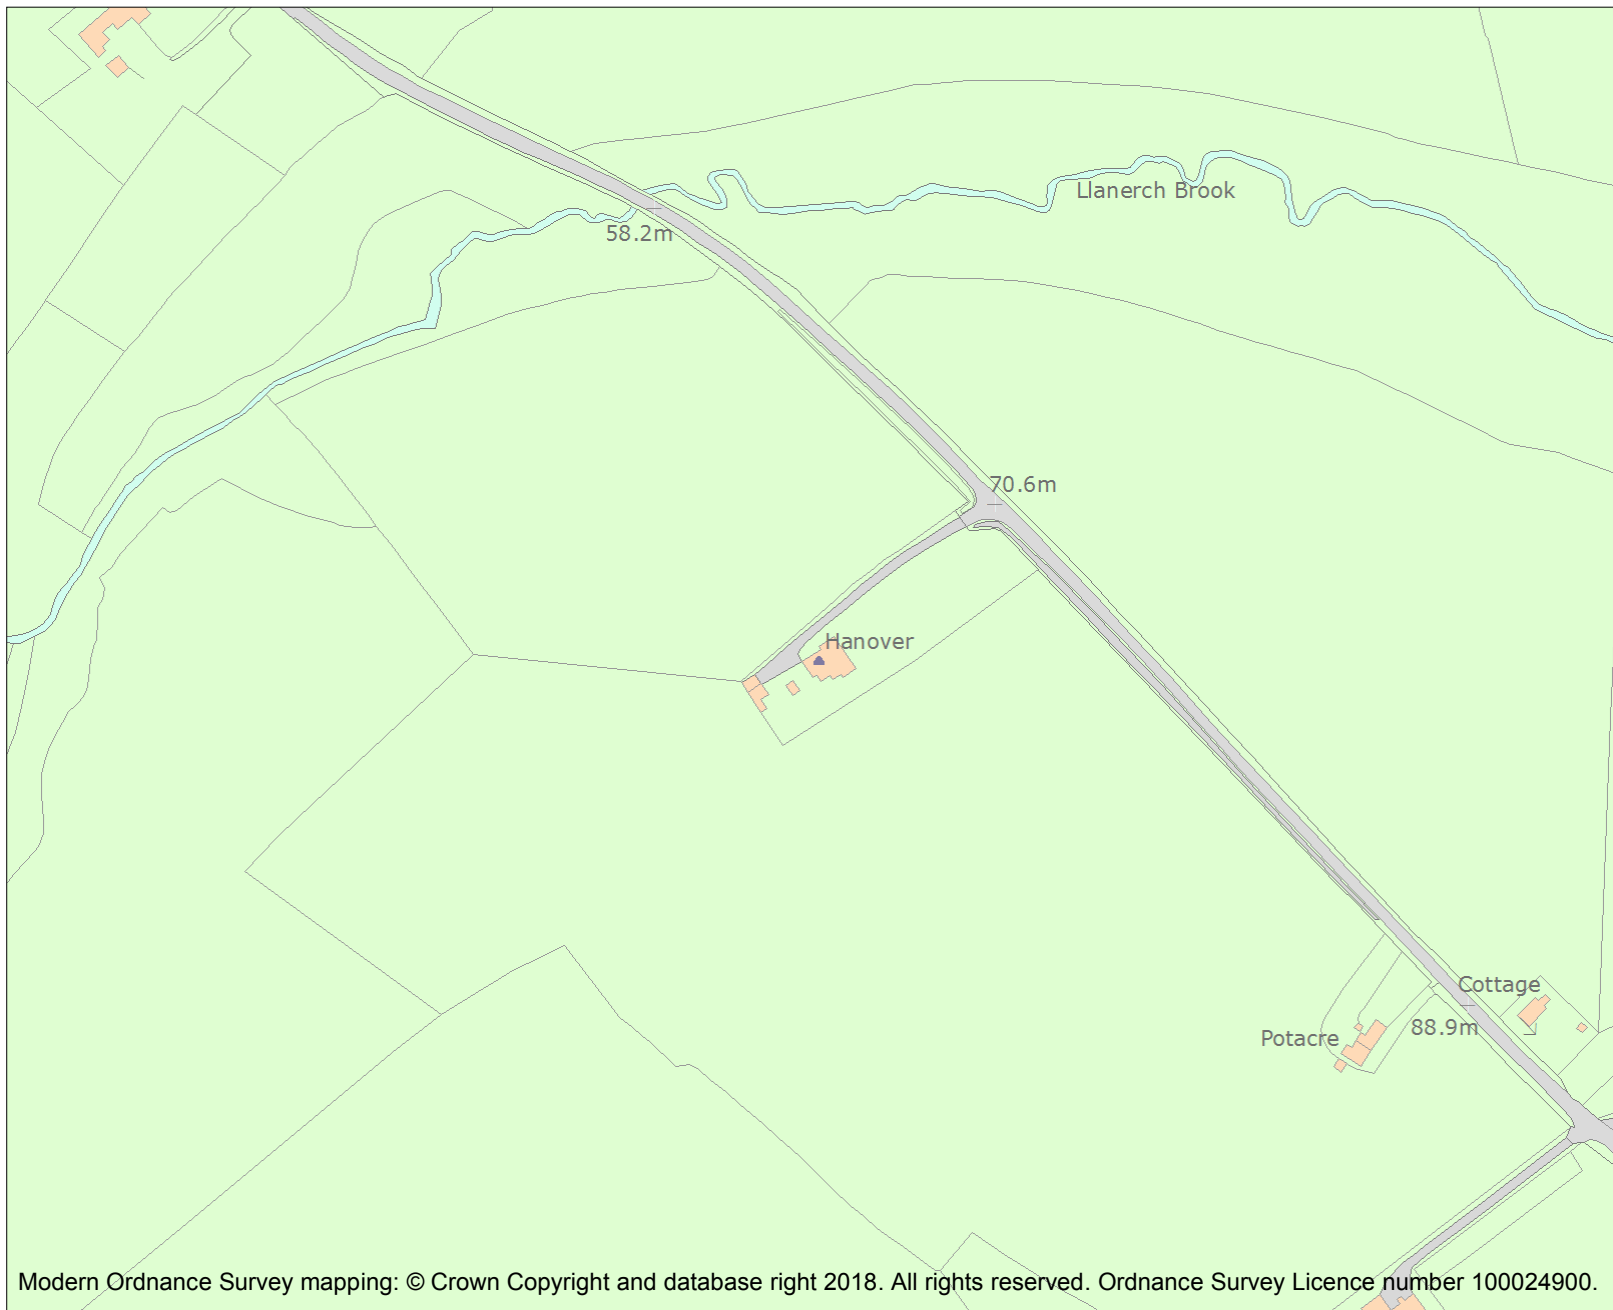 Llanerch Brook
58.2m
70.6m
Hanover
Cottage
88.9m
Potacre
Modern Ordnance Survey mapping: © Crown Copyright and database right 2018. All rights reserved. Ordnance Survey Licence number 100024900.